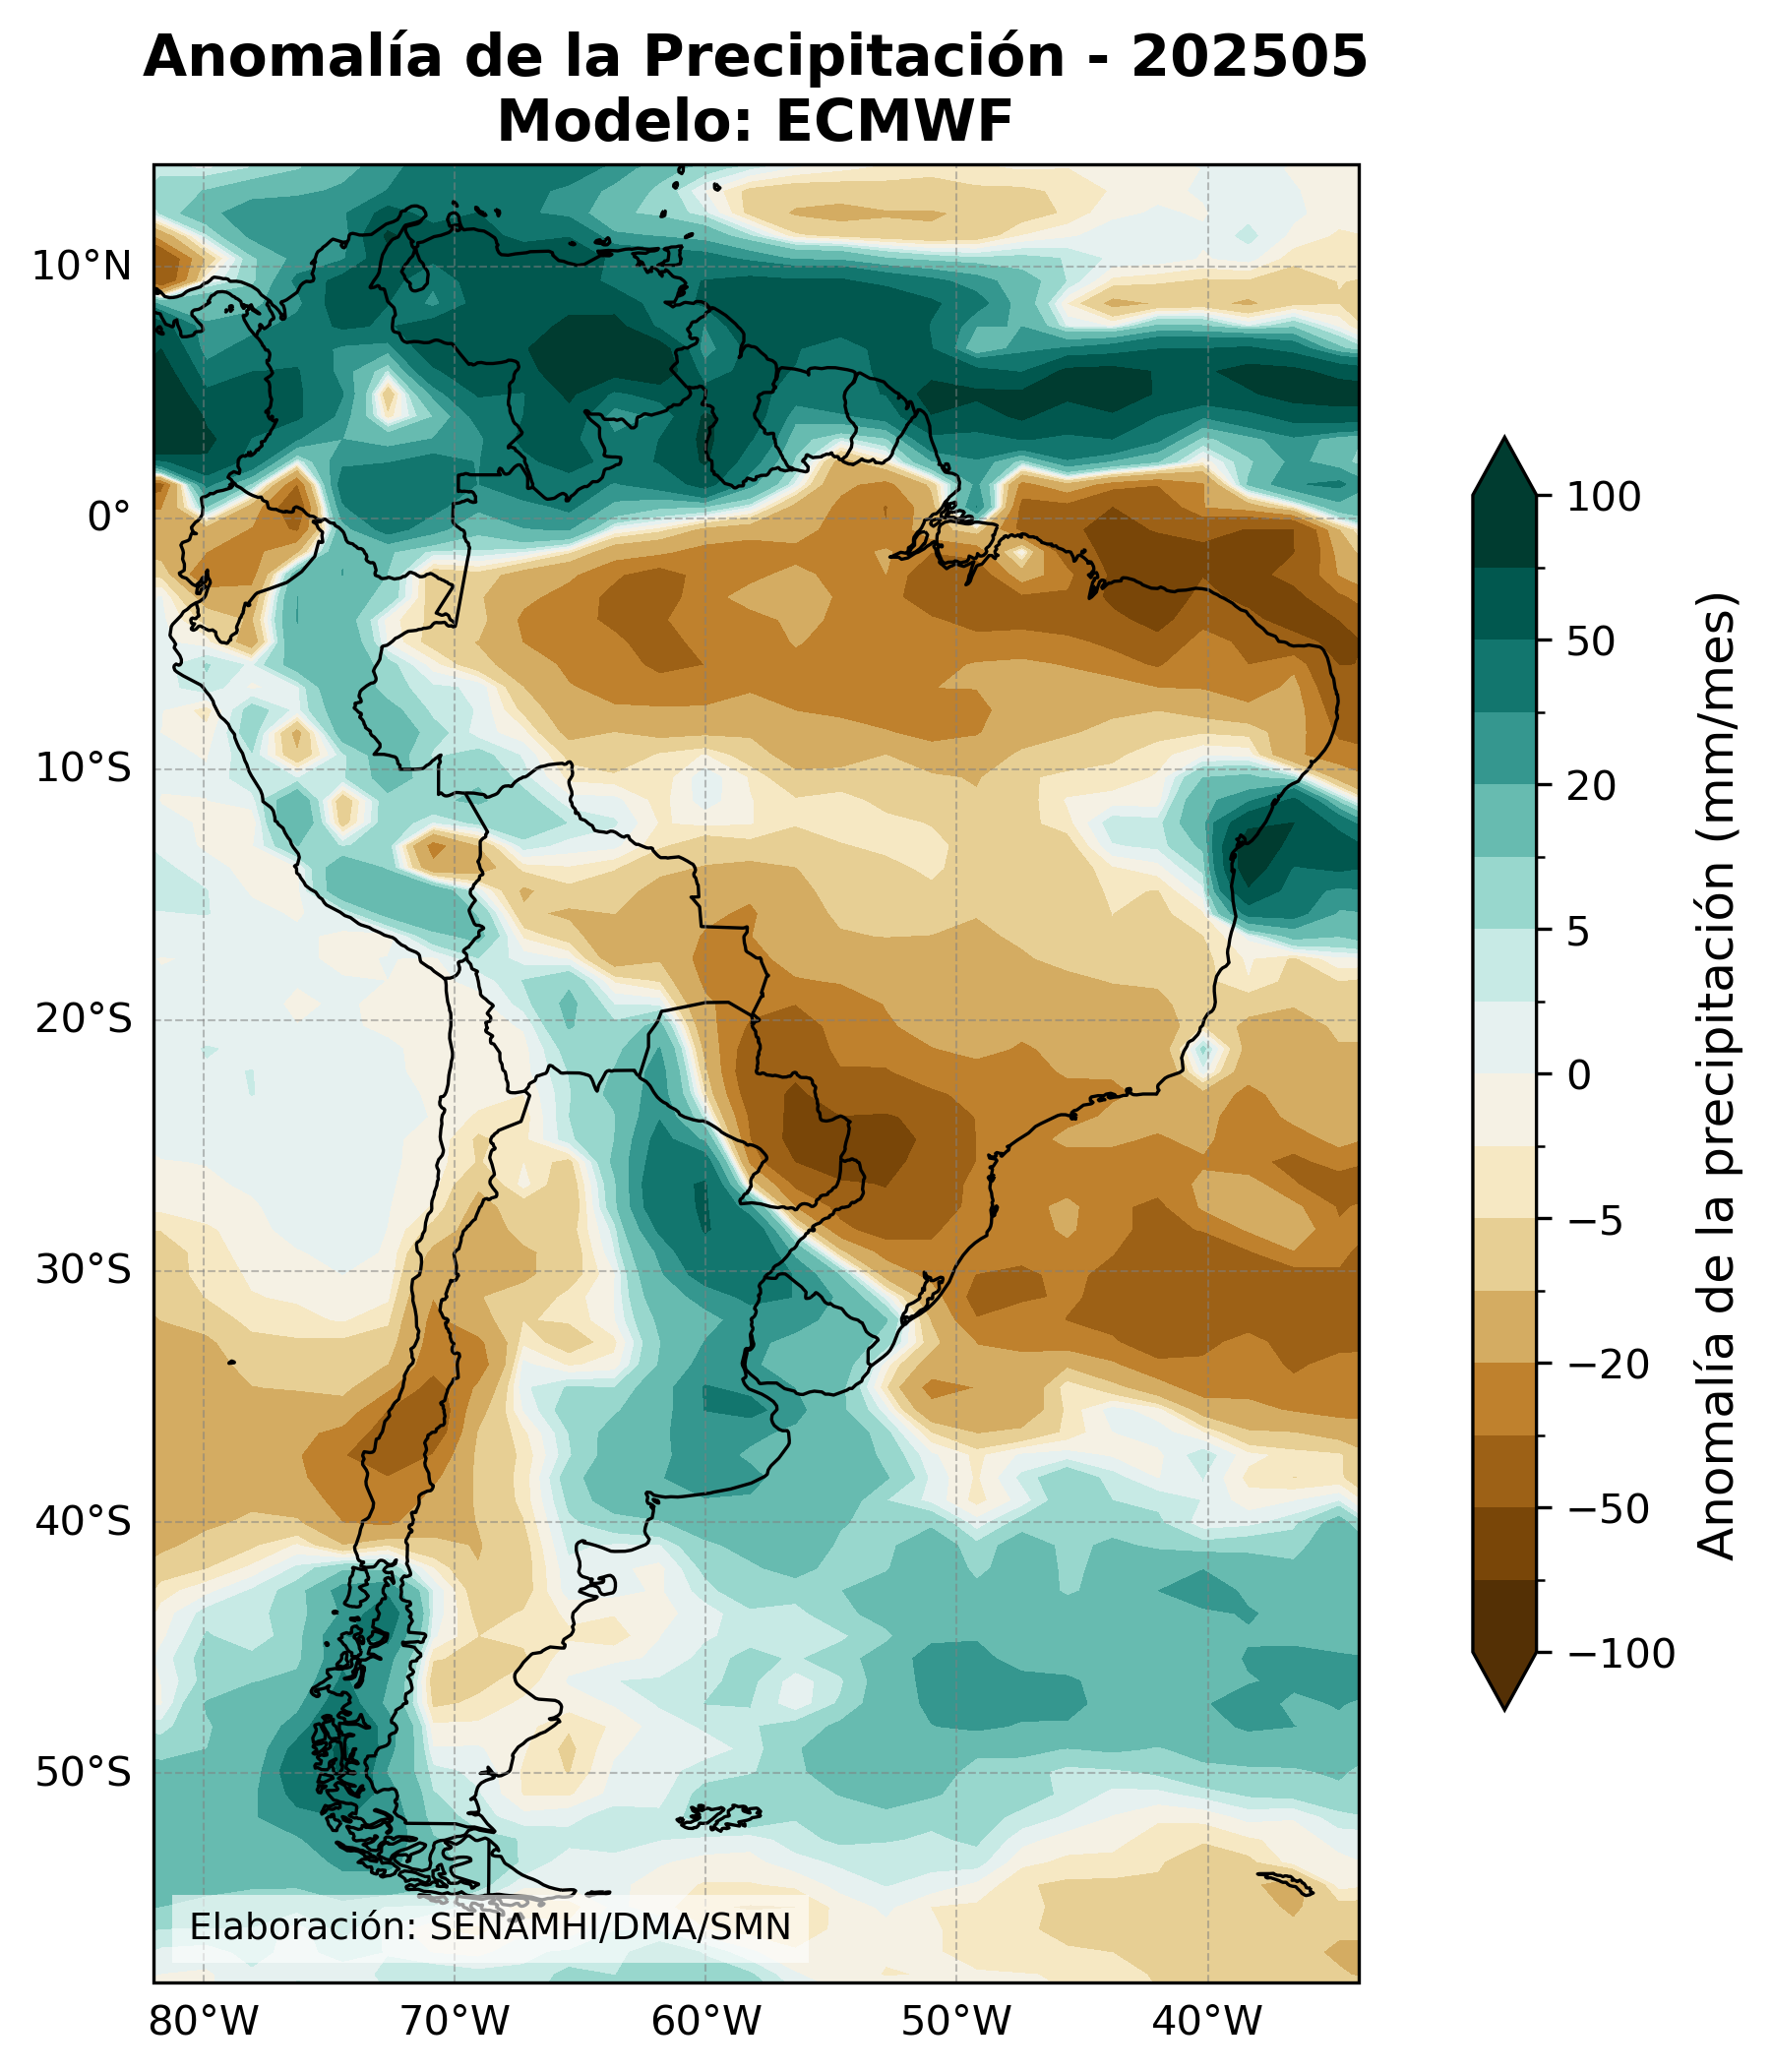 Anomalía de la Precipitación - 202505
Modelo: ECMWF
10°N
0°
10°S
20°S
30°S
40°S
50°S
80°W
70°W
60°W
50°W
40°W
Elaboración: SENAMHI/DMA/SMN
100
50
20
5
0
−5
−20
−50
−100
Anomalía de la precipitación (mm/mes)